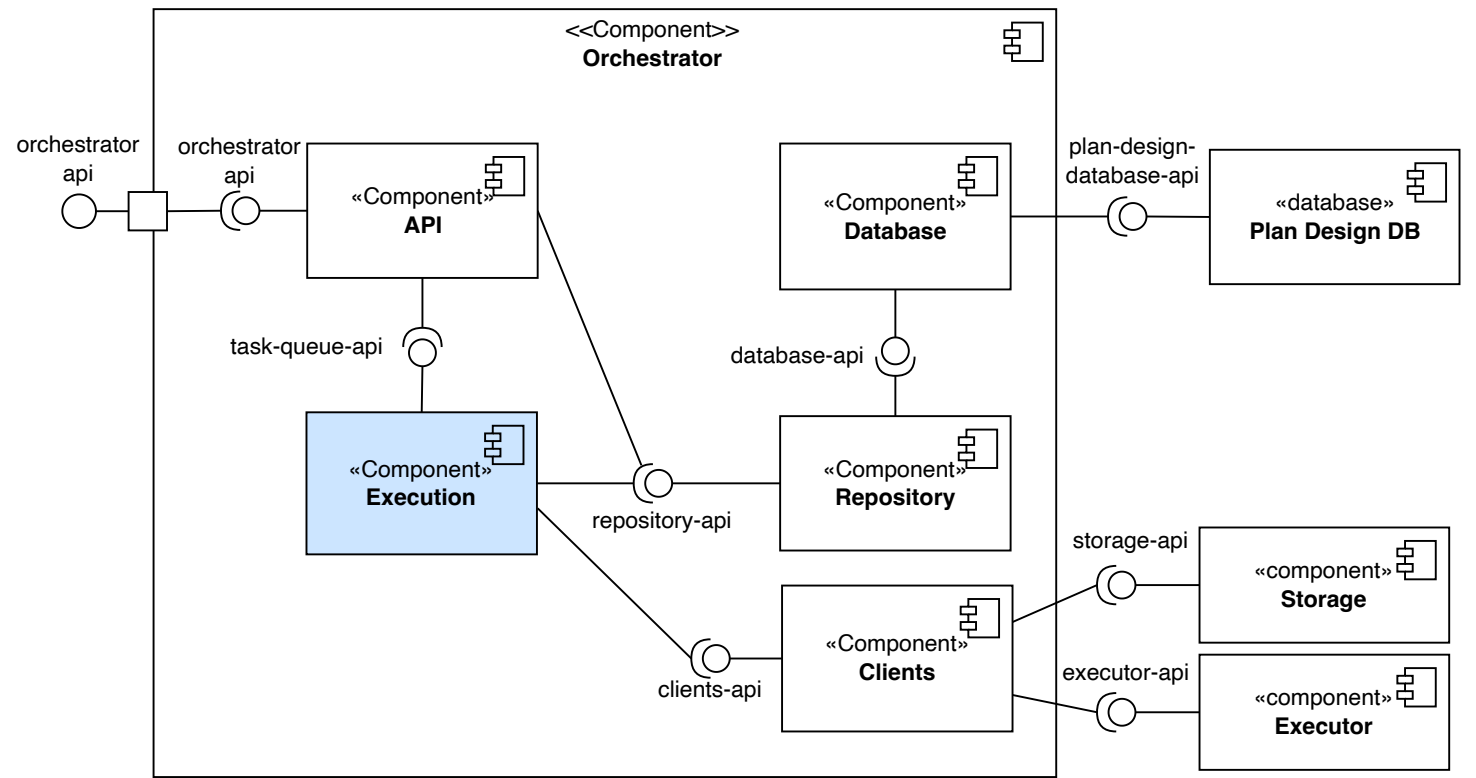 <<Component>>
Orchestrator
orchestrator
api
orchestrator
api
«Component»
API
«Component»
Database
plan-design-
database-api
«database»
Plan Design DB
task-queue-api
database-api
«Component»
Execution
repository-api
«Component»
Repository
clients-api
«Component»
Clients
storage-api
«component»
Storage
executor-api
«component»
Executor